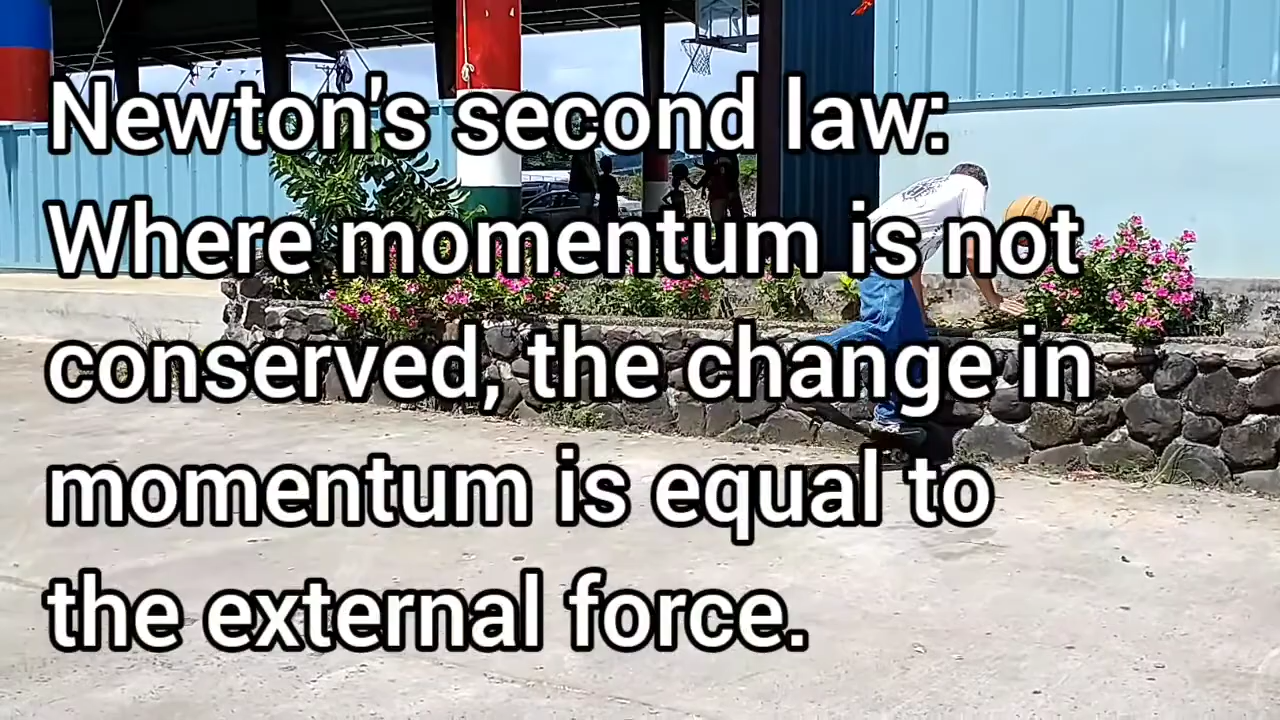 Newton's second law:
Where momentum is not
conserved, the change in
momentum is equal to
the external force.